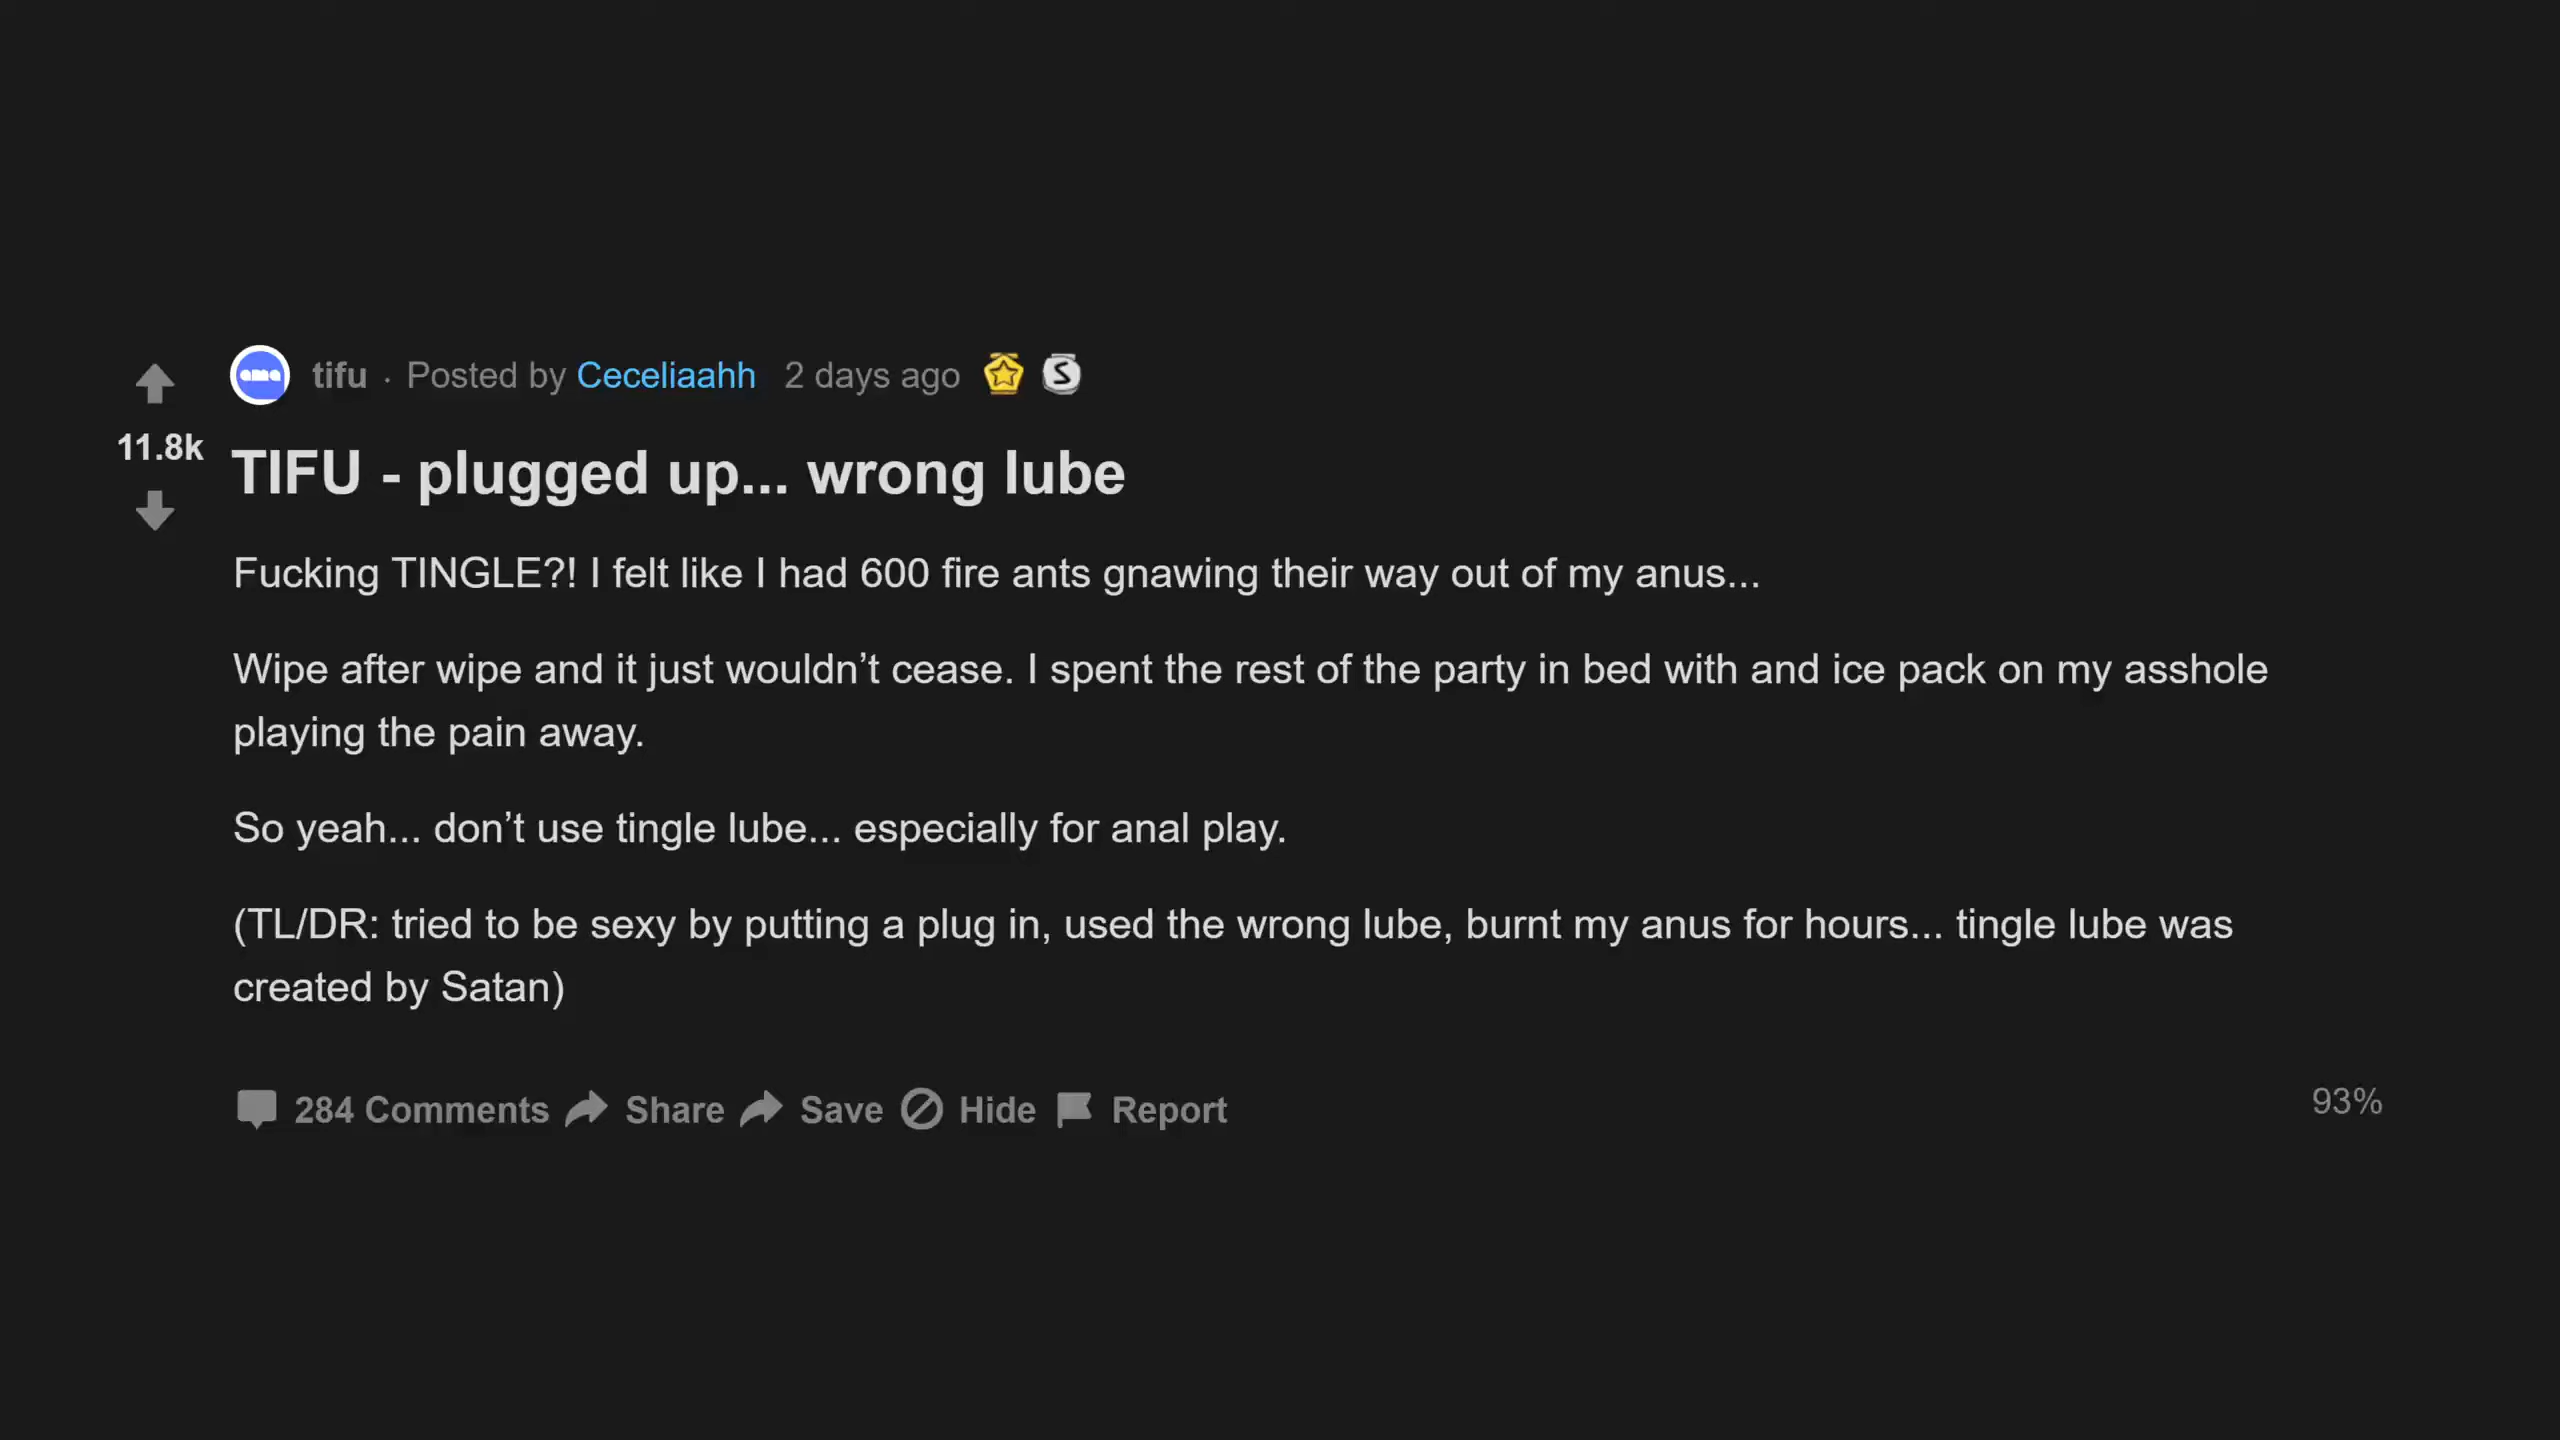 tifu · Posted by Ceceliaahh 2 days ago
11.8k
TIFU - plugged up... wrong lube
Fucking TINGLE?! I felt like I had 600 fire ants gnawing their way out of my anus...
Wipe after wipe and it just wouldn’t cease. I spent the rest of the party in bed with and ice pack on my asshole
playing the pain away.
So yeah... don’t use tingle lube... especially for anal play.
(TL/DR: tried to be sexy by putting a plug in, used the wrong lube, burnt my anus for hours... tingle lube was
created by Satan)
284 Comments Share Save Hide Report
93%